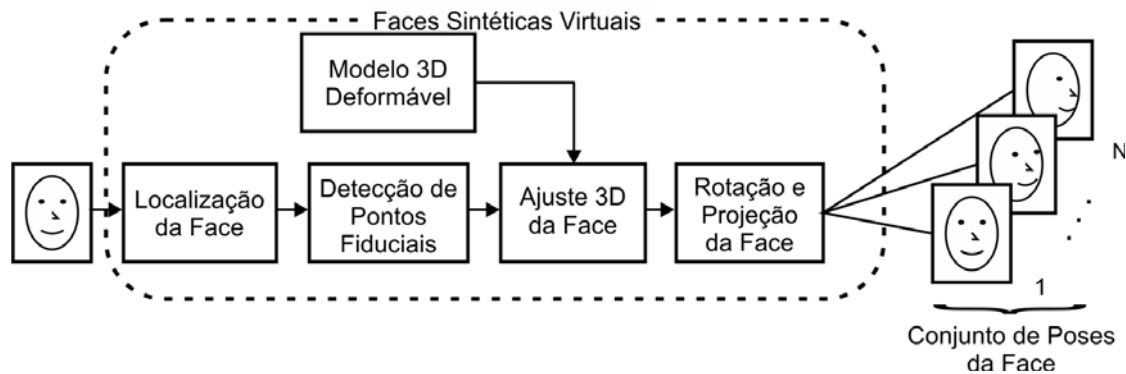 Faces Sintéticas Virtuais
Modelo 3D
Deformável
Localização
da Face
Detecção de
Pontos
Fiduciais
Ajuste 3D
da Face
Rotação e
Projeção
da Face
N
1
Conjunto de Poses
da Face